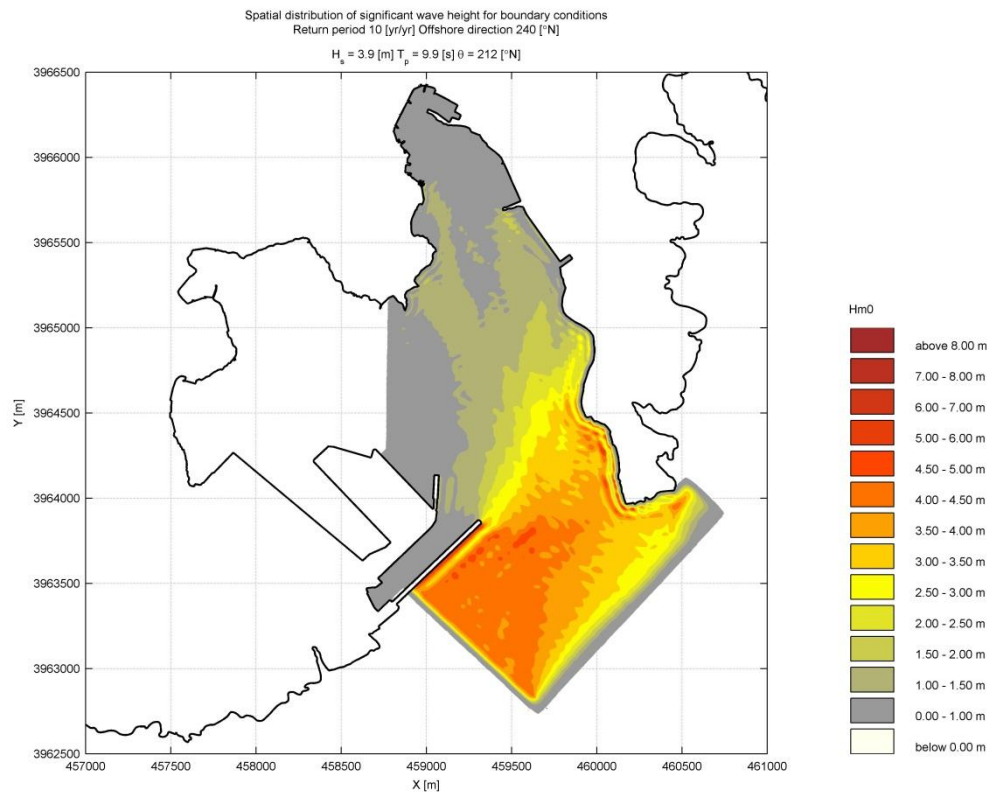 Spatial distribution of significant wave height for boundary conditions
Return period 10 [yr/yr] Offshore direction 240 [°N]
H_s = 3.9 [m] T_p = 9.9 [s] θ = 212 [°N]
3966500
3966000
3965500
3965000
3964500
3964000
3963500
3963000
3962500
Y [m]
457000 457500 458000 458500 459000 459500 460000 460500 461000
X [m]
Hm0
above 8.00 m
7.00 - 8.00 m
6.00 - 7.00 m
5.00 - 6.00 m
4.50 - 5.00 m
4.00 - 4.50 m
3.50 - 4.00 m
3.00 - 3.50 m
2.50 - 3.00 m
2.00 - 2.50 m
1.50 - 2.00 m
1.00 - 1.50 m
0.00 - 1.00 m
below 0.00 m